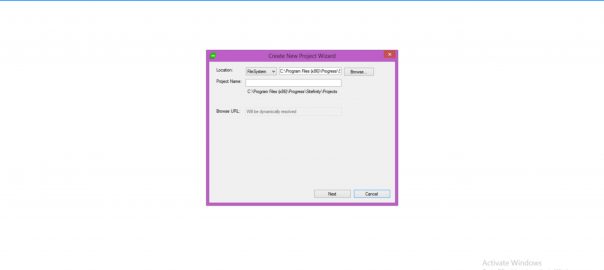 Create New Project Wizard
Location: FileSystem C:\Program Files (x86)\Progress\ Browse...
Project Name:
C:\Program Files (x86)\Progress\Sitefinity\Projects
Browse URL: Will be dynamically resolved
Next Cancel
Activate Windows